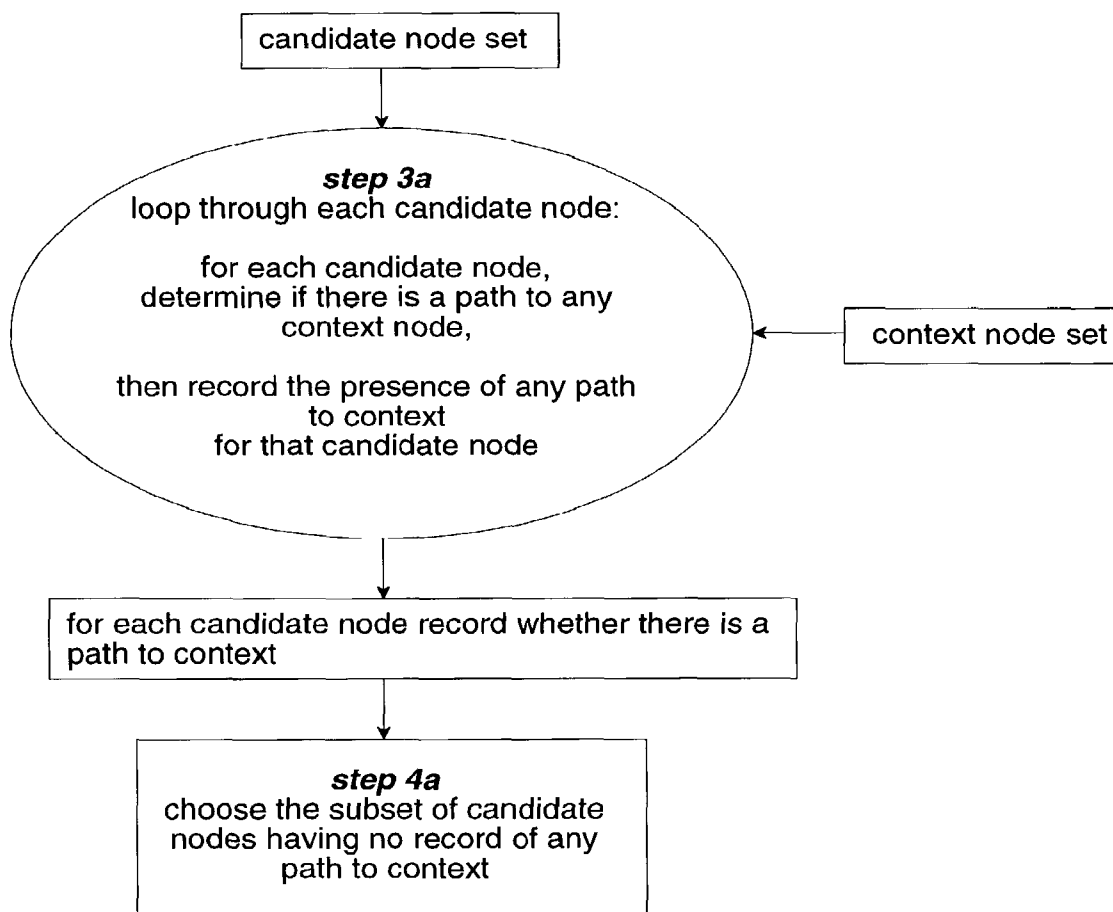 candidate node set
step 3a
loop through each candidate node:
for each candidate node,
determine if there is a path to any
context node,
then record the presence of any path
to context
for that candidate node
context node set
for each candidate node record whether there is a
path to context
step 4a
choose the subset of candidate
nodes having no record of any
path to context